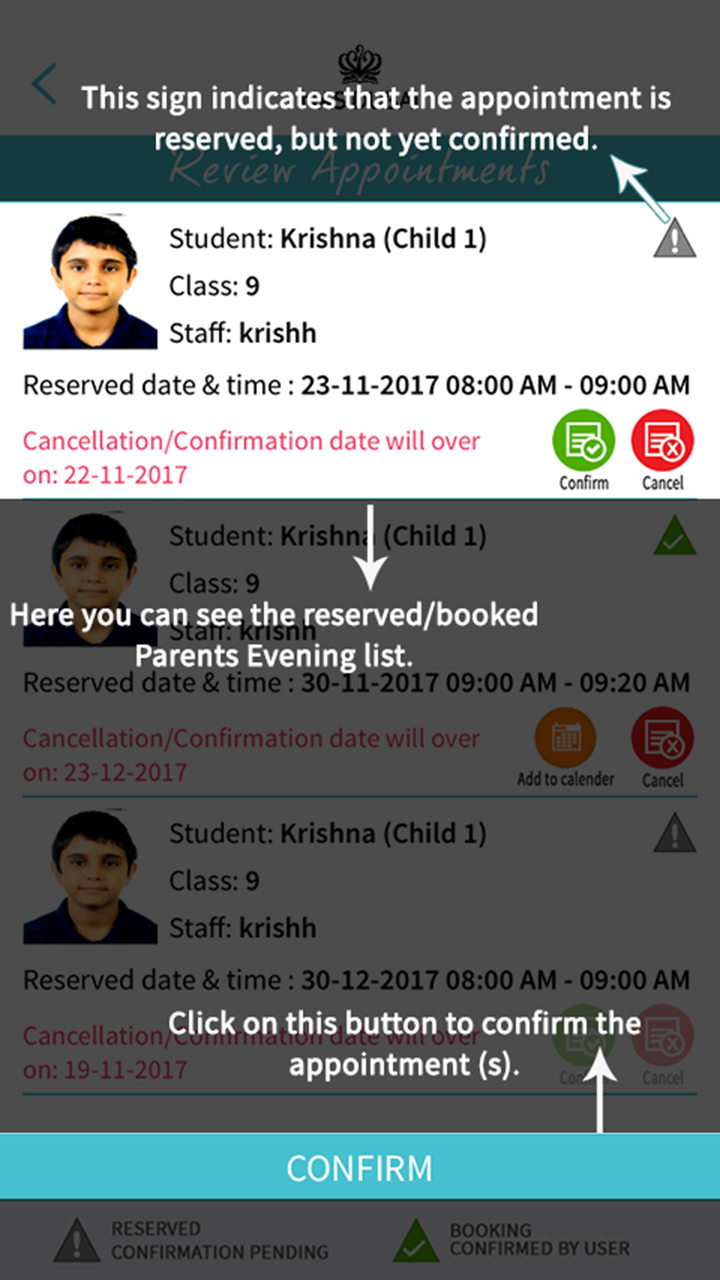 This sign indicates that the appointment is
reserved, but not yet confirmed.
Review Appointments
Student: Krishna (Child 1)
Class: 9
Staff: krishh
Reserved date & time : 23-11-2017 08:00 AM - 09:00 AM
Cancellation/Confirmation date will over
on: 22-11-2017
Confirm
Cancel
Student: Krishna (Child 1)
Class: 9
Here you can see the reserved/booked
Staff: krishh
Parents Evening list.
Reserved date & time : 30-11-2017 09:00 AM - 09:20 AM
Cancellation/Confirmation date will over
on: 23-12-2017
Add to calender
Cancel
Student: Krishna (Child 1)
Class: 9
Staff: krishh
Reserved date & time : 30-12-2017 08:00 AM - 09:00 AM
Click on this button to confirm the
appointment (s).
Cancellation/Confirmation date will over
on: 19-11-2017
Confirm
Cancel
CONFIRM
RESERVED
CONFIRMATION PENDING
BOOKING
CONFIRMED BY USER